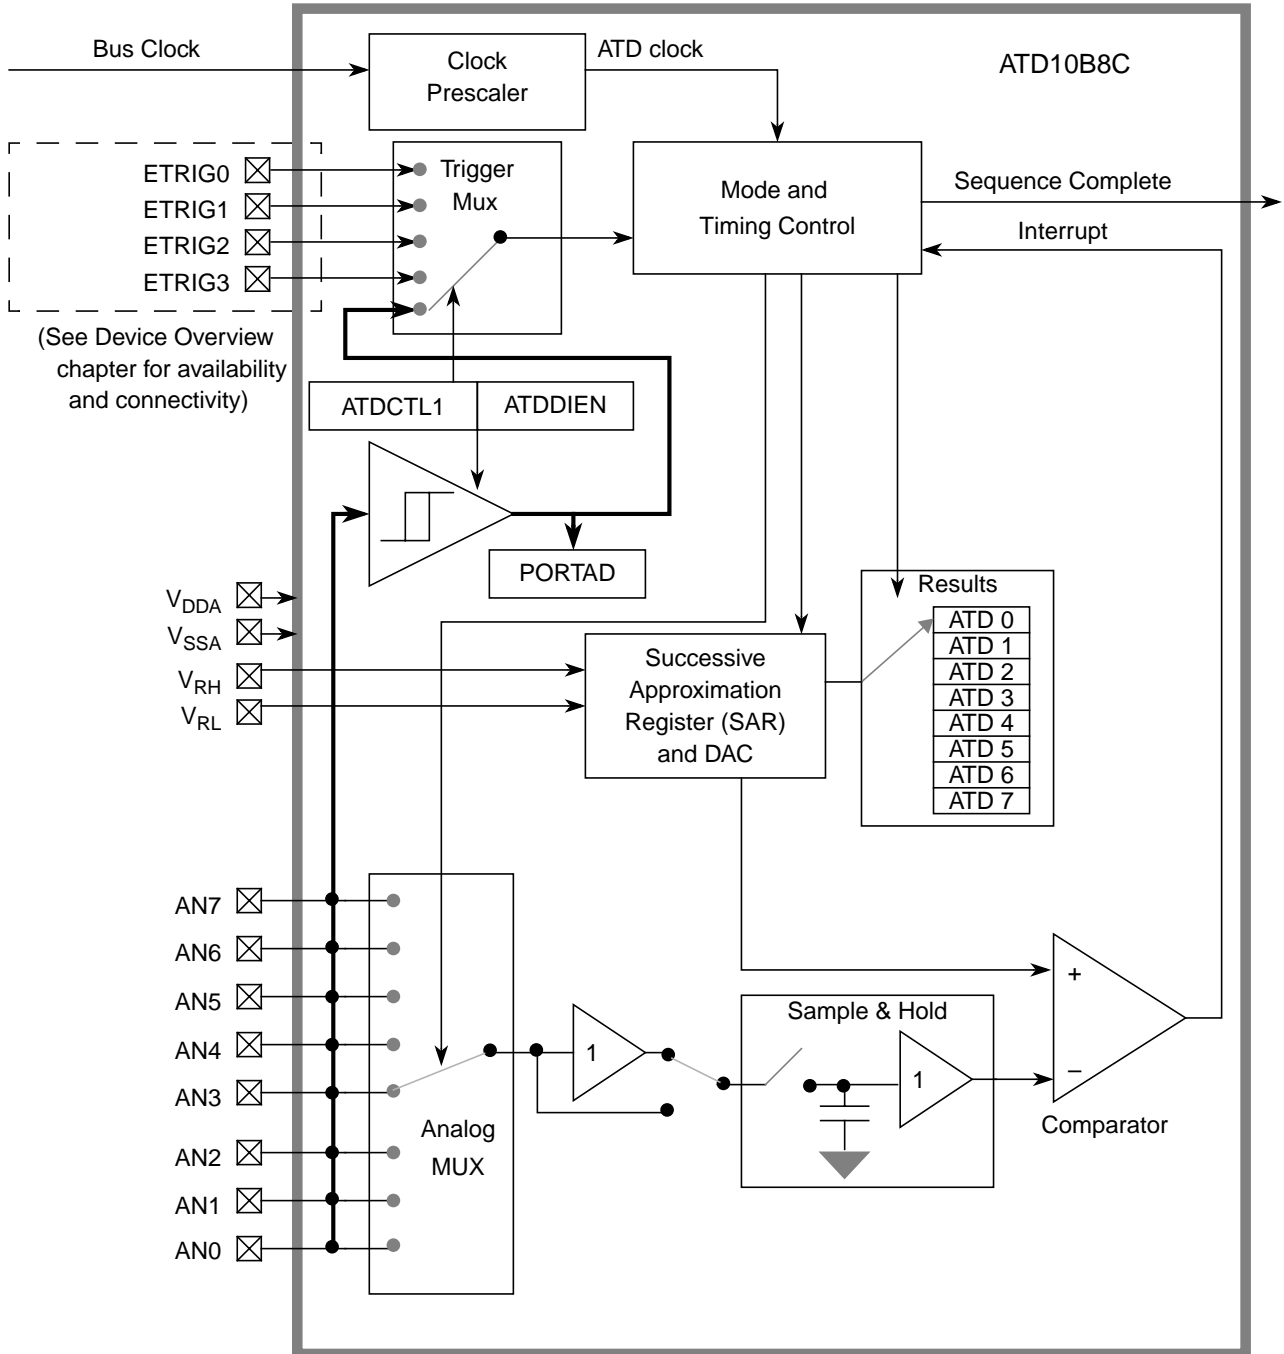 Bus Clock
Clock
Prescaler
ATD clock
ATD10B8C
ETRIG0
ETRIG1
ETRIG2
ETRIG3
(See Device Overview
chapter for availability
and connectivity)
Trigger
Mux
Mode and
Timing Control
Sequence Complete
Interrupt
ATDCTL1
ATDDIEN
PORTAD
VDDA
VSSA
VRH
VRL
Successive
Approximation
Register (SAR)
and DAC
Results
ATD 0
ATD 1
ATD 2
ATD 3
ATD 4
ATD 5
ATD 6
ATD 7
AN7
AN6
AN5
AN4
AN3
AN2
AN1
AN0
Analog
MUX
1
Sample & Hold
1
+
–
Comparator